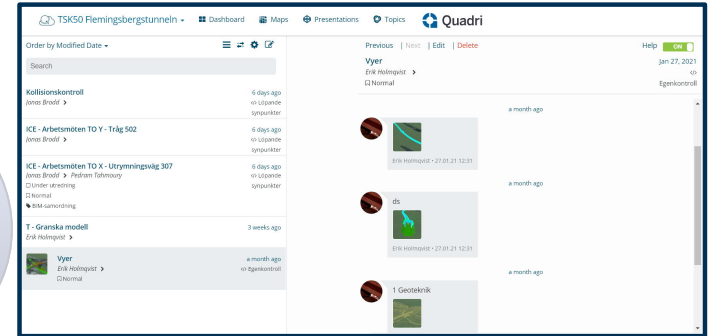 TSK50 Flemingsbergstunneln
Dashboard
Maps
Presentations
Topics
Quadri
Order by Modified Date
Search
Kollisionskontroll
6 days ago
Jonas Brodd >
</> Löpande
synpunkter
ICE - Arbetsmöten TO Y - Tråg 502
6 days ago
Jonas Brodd >
</> Löpande
synpunkter
ICE - Arbetsmöten TO X - Utrymningsväg 307
6 days ago
Jonas Brodd > Pedram Tahmoury
</> Löpande
synpunkter
Under utredning
Normal
BIM-samordning
T - Granska modell
3 weeks ago
Erik Holmqvist >
Vyer
a month ago
Erik Holmqvist >
</> Egenkontroll
Normal
Previous | Next | Edit | Delete
Help ON
Vyer
Jan 27, 2021
Erik Holmqvist >
</>
Normal
Egenkontroll
a month ago
Erik Holmqvist • 27.01.21 12:31
a month ago
ds
Erik Holmqvist • 27.01.21 12:31
a month ago
1 Geoteknik